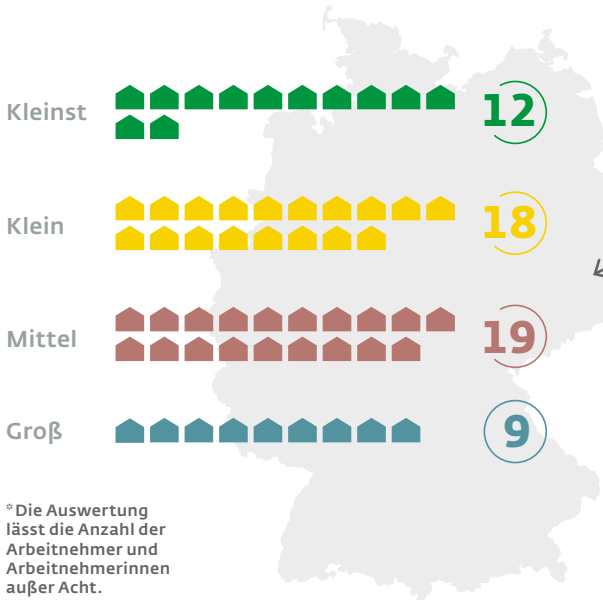 Kleinst 12
Klein 18
Mittel 19
Groß 9
*Die Auswertung
lässt die Anzahl der
Arbeitnehmer und
Arbeitnehmerinnen
außer Acht.